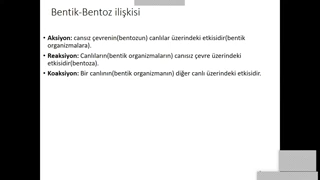 Bentik-Bentoz ilişkisi
• Aksiyon: cansız çevrenin(bentozun) canlılar üzerindeki etkisidir(bentik
organizmalara).
• Reaksiyon: Canlıların(bentik organizmaların) cansız çevre üzerindeki
etkisidir(bentoza).
• Koaksiyon: Bir canlının(bentik organizmanın) diğer canlı üzerindeki etkisidir.